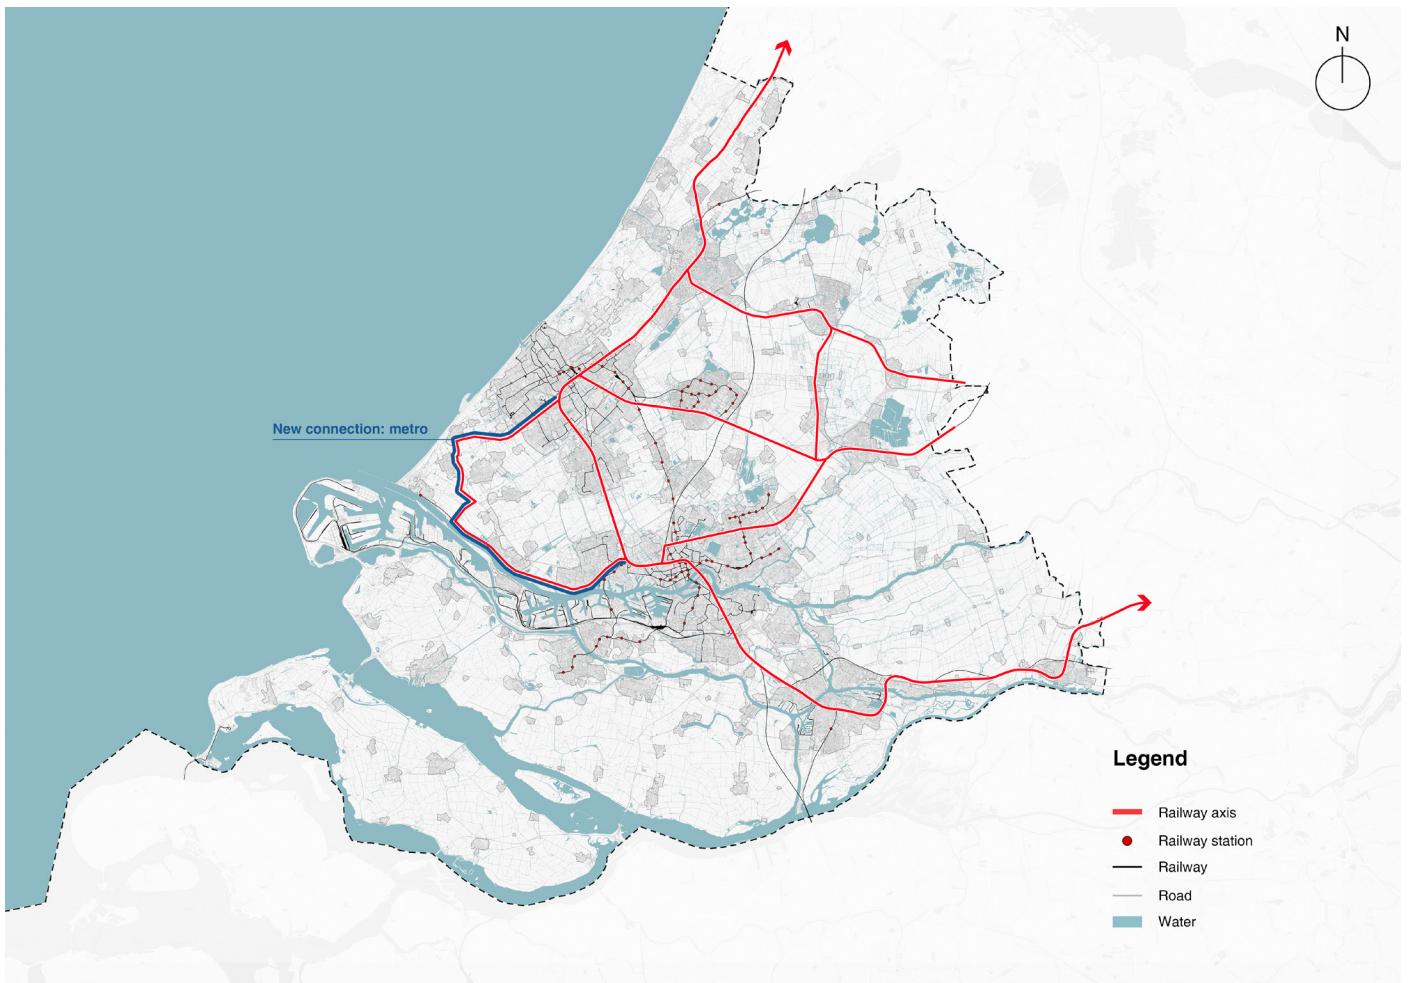 N
New connection: metro
Legend
Railway axis
Railway station
Railway
Road
Water